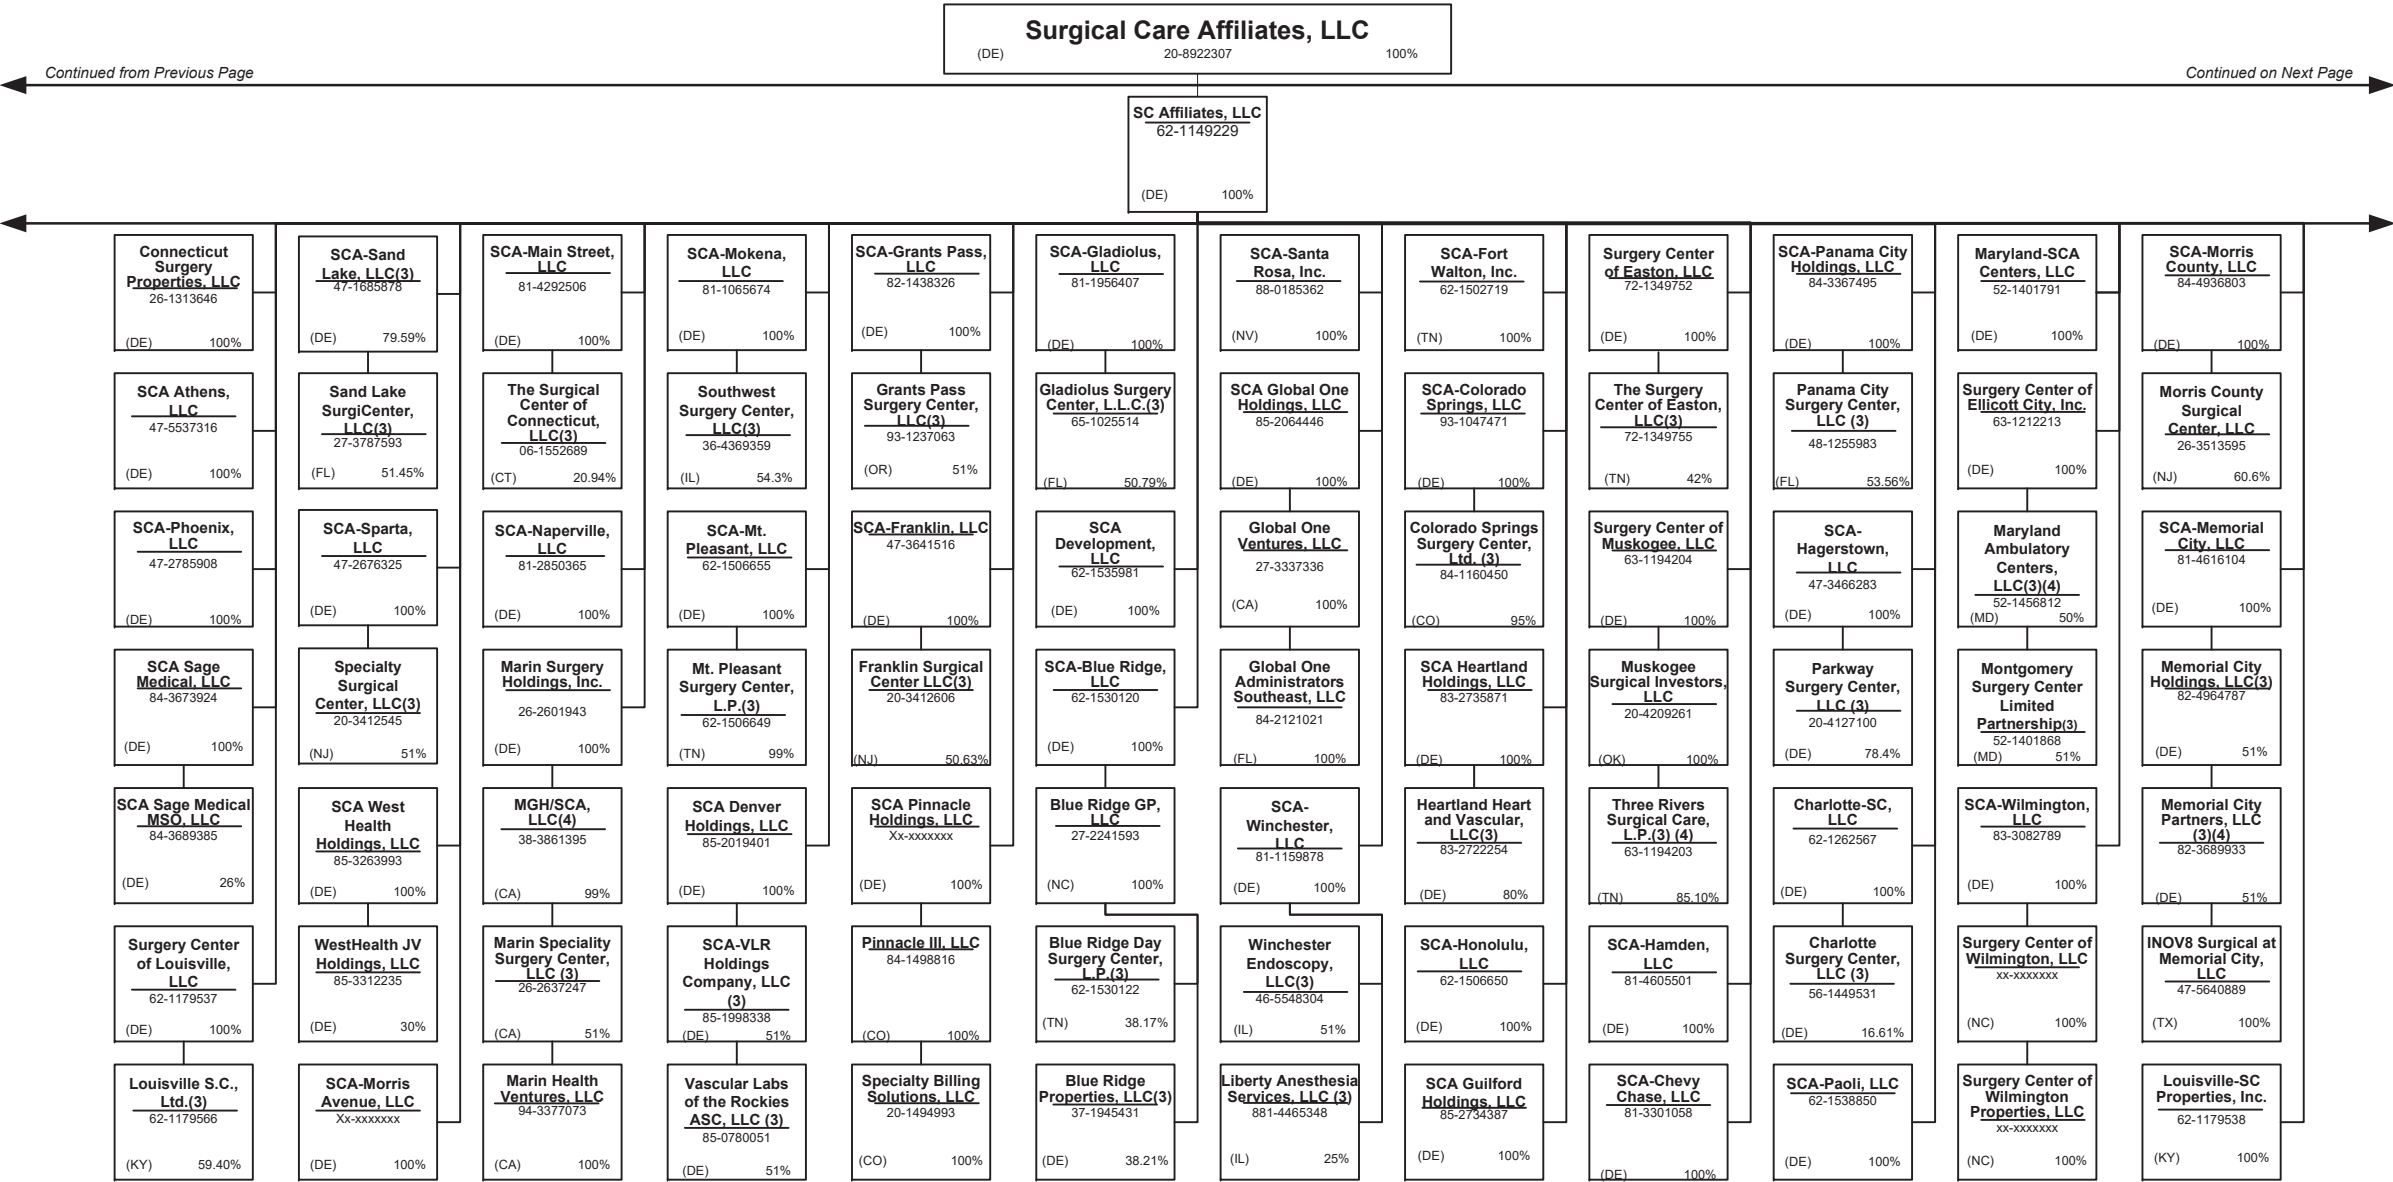 Surgical Care Affiliates, LLC
(DE) 20-8922307 100%
Continued from Previous Page
Continued on Next Page
SC Affiliates, LLC
62-1149229
(DE) 100%
Connecticut
Surgery
Properties, LLC
26-1313646
(DE) 100%
SCA Athens,
LLC
47-5537316
(DE) 100%
SCA-Phoenix,
LLC
47-2785908
(DE) 100%
SCA Sage
Medical, LLC
84-3673924
(DE) 100%
SCA Sage Medical
MSO, LLC
84-3689385
(DE) 26%
Surgery Center
of Louisville,
LLC
62-1179537
(DE) 100%
Louisville S.C.,
Ltd.(3)
62-1179566
(KY) 59.40%
SCA-Sand
Lake, LLC(3)
47-1685878
(DE) 79.59%
Sand Lake
SurgiCenter,
LLC(3)
27-3787593
(FL) 51.45%
SCA-Sparta,
LLC
47-2676325
(DE) 100%
Specialty
Surgical
Center, LLC(3)
20-3412545
(NJ) 51%
SCA West
Health
Holdings, LLC
85-3263993
(DE) 100%
WestHealth JV
Holdings, LLC
85-3312235
(DE) 30%
SCA-Morris
Avenue, LLC
Xx-xxxxxxx
(DE) 100%
SCA-Main Street,
LLC
81-4292506
(DE) 100%
The Surgical
Center of
Connecticut,
LLC(3)
06-1552689
(CT) 20.94%
SCA-Naperville,
LLC
81-2850365
(DE) 100%
Marin Surgery
Holdings, Inc.
26-2601943
(DE) 100%
MGH/SCA,
LLC(4)
38-3861395
(CA) 99%
Marin Speciality
Surgery Center,
LLC (3)
26-2637247
(CA) 51%
Marin Health
Ventures, LLC
94-3377073
(CA) 100%
SCA-Mokena,
LLC
81-1065674
(DE) 100%
Southwest
Surgery Center,
LLC(3)
36-4369359
(IL) 54.3%
SCA-Mt.
Pleasant, LLC
62-1506655
(DE) 100%
Mt. Pleasant
Surgery Center,
L.P.(3)
62-1506649
(TN) 99%
SCA Denver
Holdings, LLC
85-2019401
(DE) 100%
SCA-VLR
Holdings
Company, LLC
(3)
85-1998338
(DE) 51%
Vascular Labs
of the Rockies
ASC, LLC (3)
85-0780051
(DE) 51%
SCA-Grants Pass,
LLC
82-1438326
(DE) 100%
Grants Pass
Surgery Center,
LLC(3)
93-1237063
(OR) 51%
SCA-Franklin, LLC
47-3641516
(DE) 100%
Franklin Surgical
Center LLC(3)
20-3412606
(NJ) 50.63%
SCA Pinnacle
Holdings, LLC
Xx-xxxxxxx
(DE) 100%
Pinnacle III, LLC
84-1498816
(CO) 100%
Specialty Billing
Solutions, LLC
20-1494993
(CO) 100%
SCA-Gladiolus,
LLC
81-1956407
(DE) 100%
Gladiolus Surgery
Center, L.L.C.(3)
65-1025514
(FL) 50.79%
SCA
Development,
LLC
62-1535981
(DE) 100%
SCA-Blue Ridge,
LLC
62-1530120
(DE) 100%
Blue Ridge GP,
LLC
27-2241593
(NC) 100%
Blue Ridge Day
Surgery Center,
L.P.(3)
62-1530122
(TN) 38.17%
Blue Ridge
Properties, LLC(3)
37-1945431
(DE) 38.21%
SCA-Santa
Rosa, Inc.
88-0185362
(NV) 100%
SCA Global One
Holdings, LLC
85-2064446
(DE) 100%
Global One
Ventures, LLC
27-3337336
(CA) 100%
Global One
Administrators
Southeast, LLC
84-2121021
(FL) 100%
SCA-
Winchester,
LLC
81-1159878
(DE) 100%
Winchester
Endoscopy,
LLC(3)
46-5548304
(IL) 51%
Liberty Anesthesia
Services, LLC (3)
881-4465348
(IL) 25%
SCA-Fort
Walton, Inc.
62-1502719
(TN) 100%
SCA-Colorado
Springs, LLC
93-1047471
(DE) 100%
Colorado Springs
Surgery Center,
Ltd. (3)
84-1160450
(CO) 95%
SCA Heartland
Holdings, LLC
83-2735871
(DE) 100%
Heartland Heart
and Vascular,
LLC(3)
83-2722254
(DE) 80%
SCA-Honolulu,
LLC
62-1506650
(DE) 100%
SCA Guilford
Holdings, LLC
85-2734387
(DE) 100%
Surgery Center
of Easton, LLC
72-1349752
(DE) 100%
The Surgery
Center of Easton,
LLC(3)
72-1349755
(TN) 42%
Surgery Center of
Muskogee, LLC
63-1194204
(DE) 100%
Muskogee
Surgical Investors,
LLC
20-4209261
(OK) 100%
Three Rivers
Surgical Care,
L.P.(3) (4)
63-1194203
(TN) 85.10%
SCA-Hamden,
LLC
81-4605501
(DE) 100%
SCA-Chevy
Chase, LLC
81-3301058
(DE) 100%
SCA-Panama City
Holdings, LLC
84-3367495
(DE) 100%
Panama City
Surgery Center,
LLC (3)
48-1255983
(FL) 53.56%
SCA-
Hagerstown,
LLC
47-3466283
(DE) 100%
Parkway
Surgery Center,
LLC (3)
20-4127100
(DE) 78.4%
Charlotte-SC,
LLC
62-1262567
(DE) 100%
Charlotte
Surgery Center,
LLC (3)
56-1449531
(DE) 16.61%
SCA-Paoli, LLC
62-1538850
(DE) 100%
Maryland-SCA
Centers, LLC
52-1401791
(DE) 100%
Surgery Center of
Ellicott City, Inc.
63-1212213
(DE) 100%
Maryland
Ambulatory
Centers,
LLC(3)(4)
52-1456812
(MD) 50%
Montgomery
Surgery Center
Limited
Partnership(3)
52-1401868
(MD) 51%
SCA-Wilmington,
LLC
83-3082789
(DE) 100%
Surgery Center of
Wilmington, LLC
xx-xxxxxxx
(NC) 100%
Surgery Center of
Wilmington
Properties, LLC
xx-xxxxxxx
(NC) 100%
SCA-Morris
County, LLC
84-4936803
(DE) 100%
Morris County
Surgical
Center, LLC
26-3513595
(NJ) 60.6%
SCA-Memorial
City, LLC
81-4616104
(DE) 100%
Memorial City
Holdings, LLC(3)
82-4964787
(DE) 51%
Memorial City
Partners, LLC
(3)(4)
82-3689933
(DE) 51%
INOV8 Surgical at
Memorial City,
LLC
47-5640889
(TX) 100%
Louisville-SC
Properties, Inc.
62-1179538
(KY) 100%